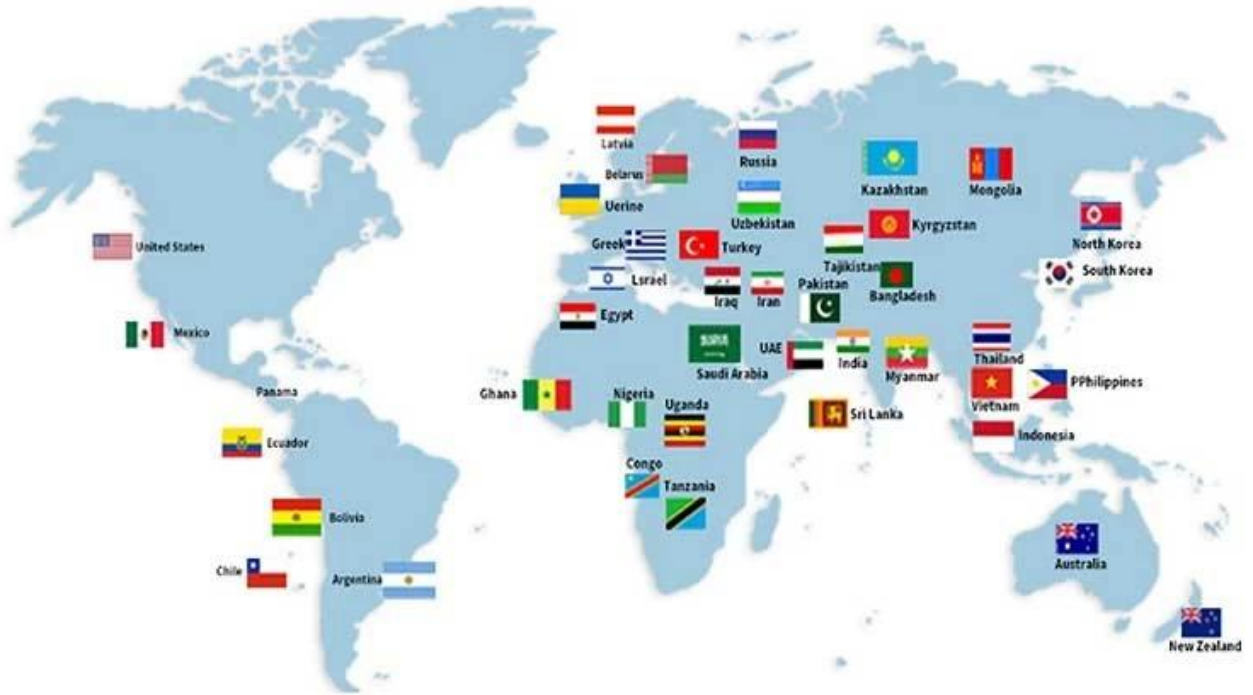 Latvia
Russia
Belarus
Kazakhstan
Mongolia
Uerine
Uzbekistan
Kyrgyzstan
North Korea
United States
Greek
Turkey
Tajikistan
South Korea
Lsrael
Iraq
Iran
Pakistan
Bangladesh
Egypt
Mexico
UAE
India
Thailand
Saudi Arabia
Myanmar
Panama
Ghana
Nigeria
Uganda
Vietnam
PPhilippines
Sri Lanka
Ecuador
Indonesia
Congo
Tanzania
Bolivia
Australia
Chile
Argentina
New Zealand